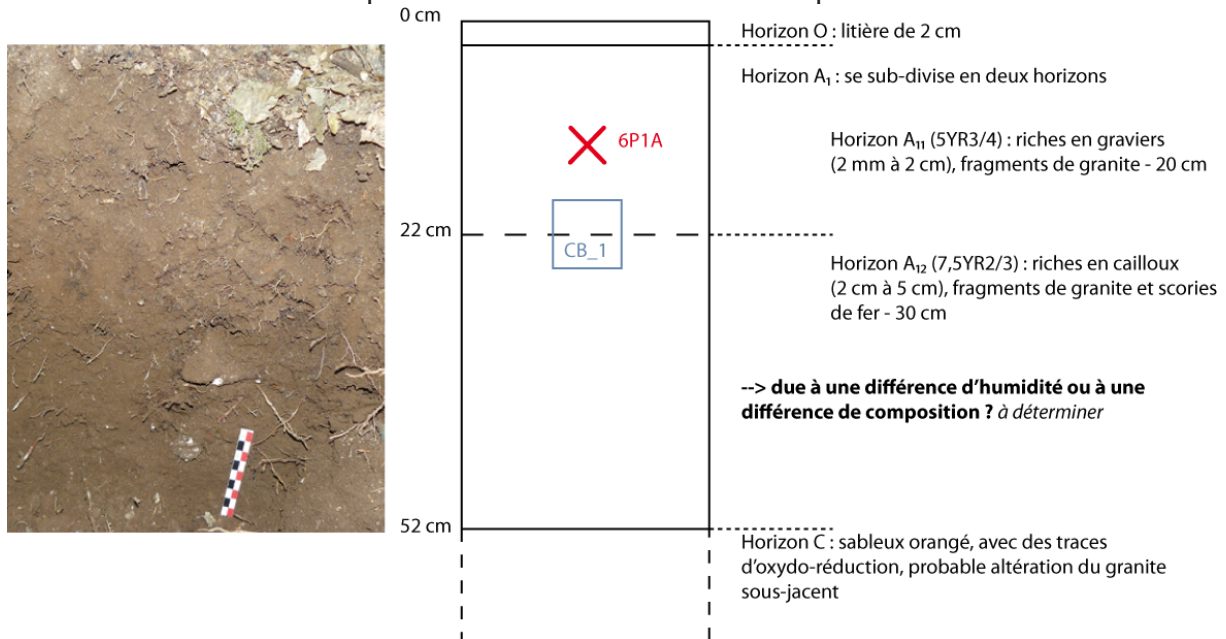 0 cm
Horizon O : litière de 2 cm
Horizon A₁ : se sub-divise en deux horizons
6P1A
Horizon A₁₁ (5YR3/4) : riches en graviers
(2 mm à 2 cm), fragments de granite - 20 cm
22 cm
CB_1
Horizon A₁₂ (7,5YR2/3) : riches en cailloux
(2 cm à 5 cm), fragments de granite et scories
de fer - 30 cm
--> due à une différence d'humidité ou à une
différence de composition ? à déterminer
52 cm
Horizon C : sableux orangé, avec des traces
d'oxydo-réduction, probable altération du granite
sous-jacent